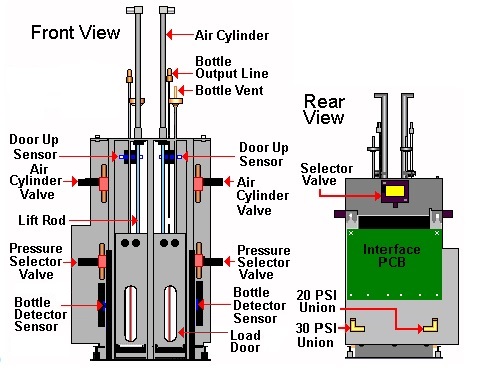 Front View
Air Cylinder
Bottle
Output Line
Bottle Vent
Door Up
Sensor
Air
Cylinder
Valve
Lift Rod
Pressure
Selector
Valve
Bottle
Detector
Sensor
Door Up
Sensor
Air
Cylinder
Valve
Pressure
Selector
Valve
Bottle
Detector
Sensor
Load
Door
Rear
View
Selector
Valve
Interface
PCB
20 PSI
Union
30 PSI
Union